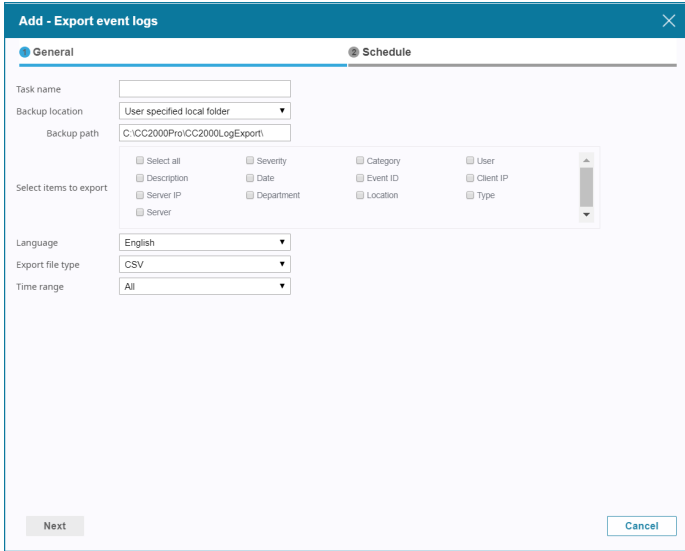 Add - Export event logs
1 General 2 Schedule
Task name
Backup location User specified local folder
Backup path C:\CC2000Pro\CC2000LogExport\
Select items to export
Select all Severity Category User
Description Date Event ID Client IP
Server IP Department Location Type
Server
Language English
Export file type CSV
Time range All
Next Cancel